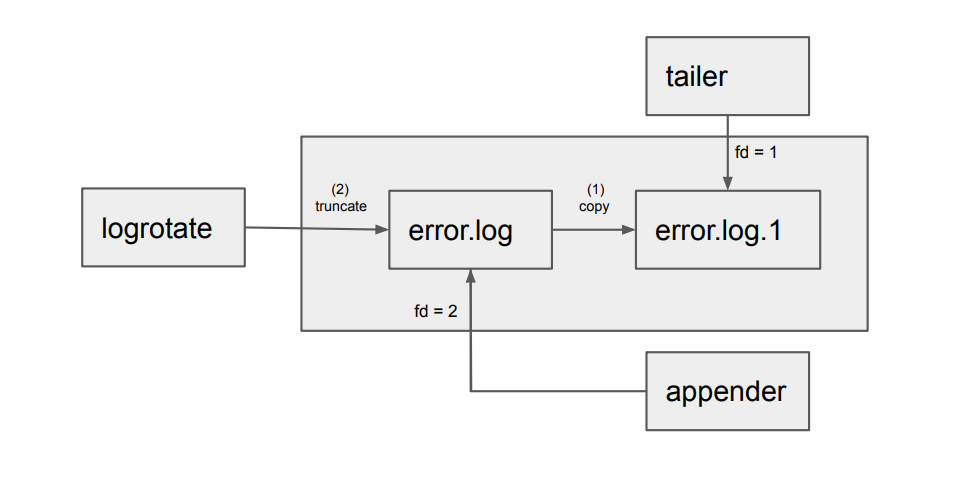 tailer
fd = 1
(2)
truncate
(1)
copy
logrotate
error.log
error.log.1
fd = 2
appender